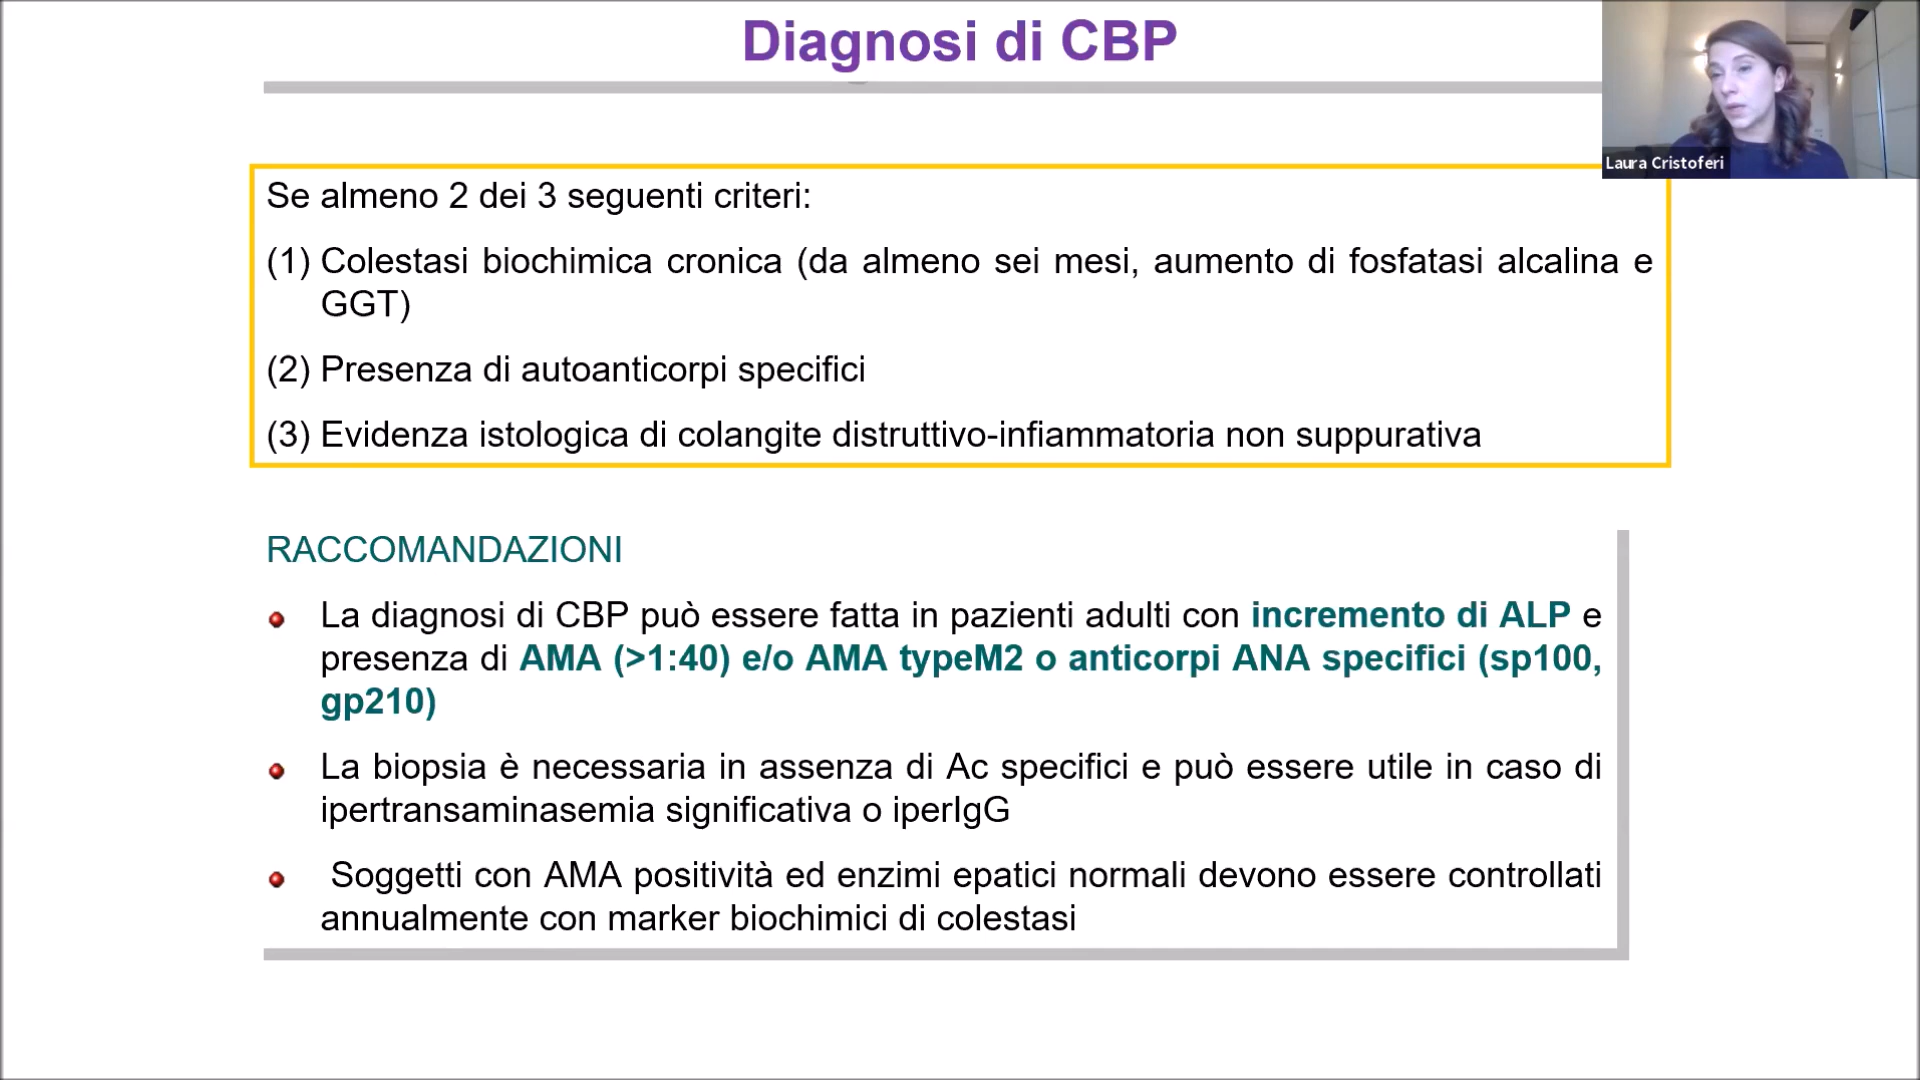 Diagnosi di CBP
Laura Cristoferi
Se almeno 2 dei 3 seguenti criteri:
(1) Colestasi biochimica cronica (da almeno sei mesi, aumento di fosfatasi alcalina e
GGT)
(2) Presenza di autoanticorpi specifici
(3) Evidenza istologica di colangite distruttivo-infiammatoria non suppurativa
RACCOMANDAZIONI
La diagnosi di CBP può essere fatta in pazienti adulti con incremento di ALP e
presenza di AMA (>1:40) e/o AMA typeM2 o anticorpi ANA specifici (sp100,
gp210)
La biopsia è necessaria in assenza di Ac specifici e può essere utile in caso di
ipertransaminasemia significativa o iperIgG
Soggetti con AMA positività ed enzimi epatici normali devono essere controllati
annualmente con marker biochimici di colestasi